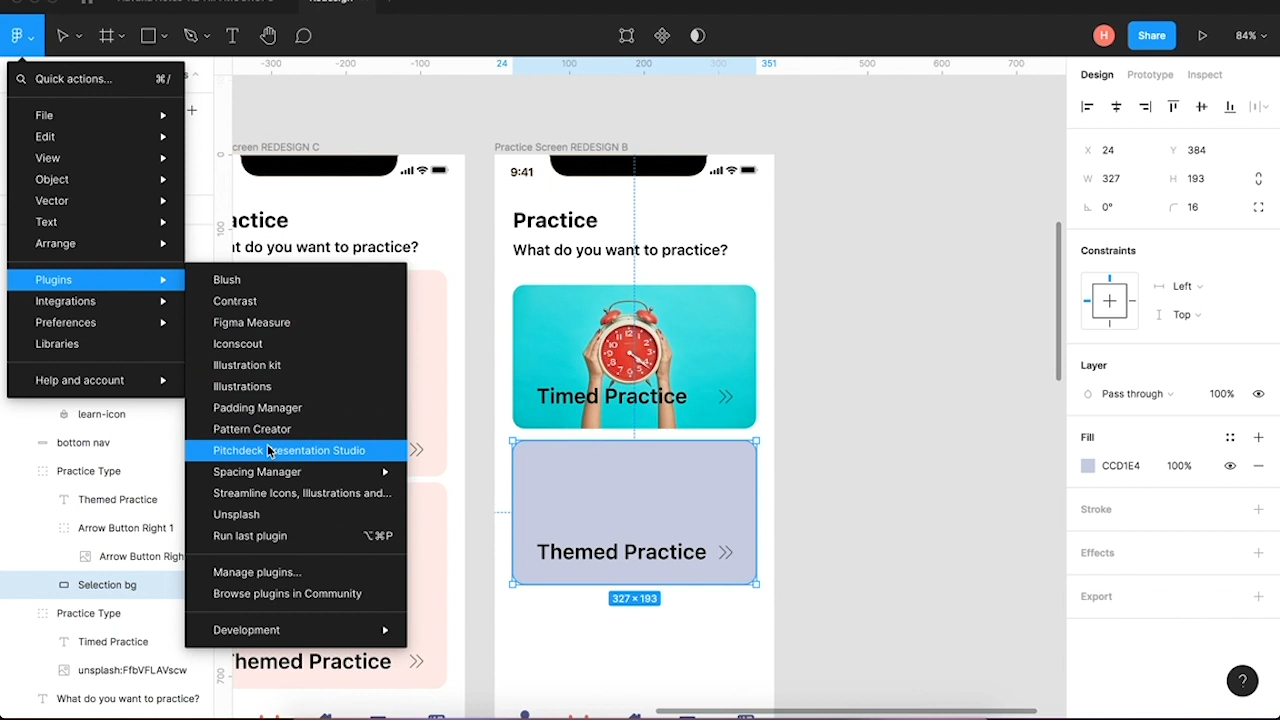 Share
84%
Quick actions...
⌘/
File
Edit
View
Object
Vector
Text
Arrange
Plugins
Integrations
Preferences
Libraries
Help and account
Blush
Contrast
Figma Measure
Iconscout
Illustration kit
Illustrations
Padding Manager
Pattern Creator
Pitchdeck Presentation Studio
Spacing Manager
Streamline Icons, Illustrations and...
Unsplash
Run last plugin
⌥⌘P
Manage plugins...
Browse plugins in Community
Development
learn-icon
bottom nav
Practice Type
Themed Practice
Arrow Button Right 1
Arrow Button Righ
Selection bg
Practice Type
Timed Practice
unsplash:FfbVFLAVscw
What do you want to practice?
-300
-200
-100
24
100
200
300
351
500
600
700
0
100
700
creen REDESIGN C
actice
at do you want to practice?
Themed Practice
Practice Screen REDESIGN B
9:41
Practice
What do you want to practice?
Timed Practice
Themed Practice
327 × 193
H
Design
Prototype
Inspect
X 24
Y 384
W 327
H 193
0°
16
Constraints
Left
Top
Layer
Pass through
100%
Fill
CCD1E4
100%
Stroke
Effects
Export
?